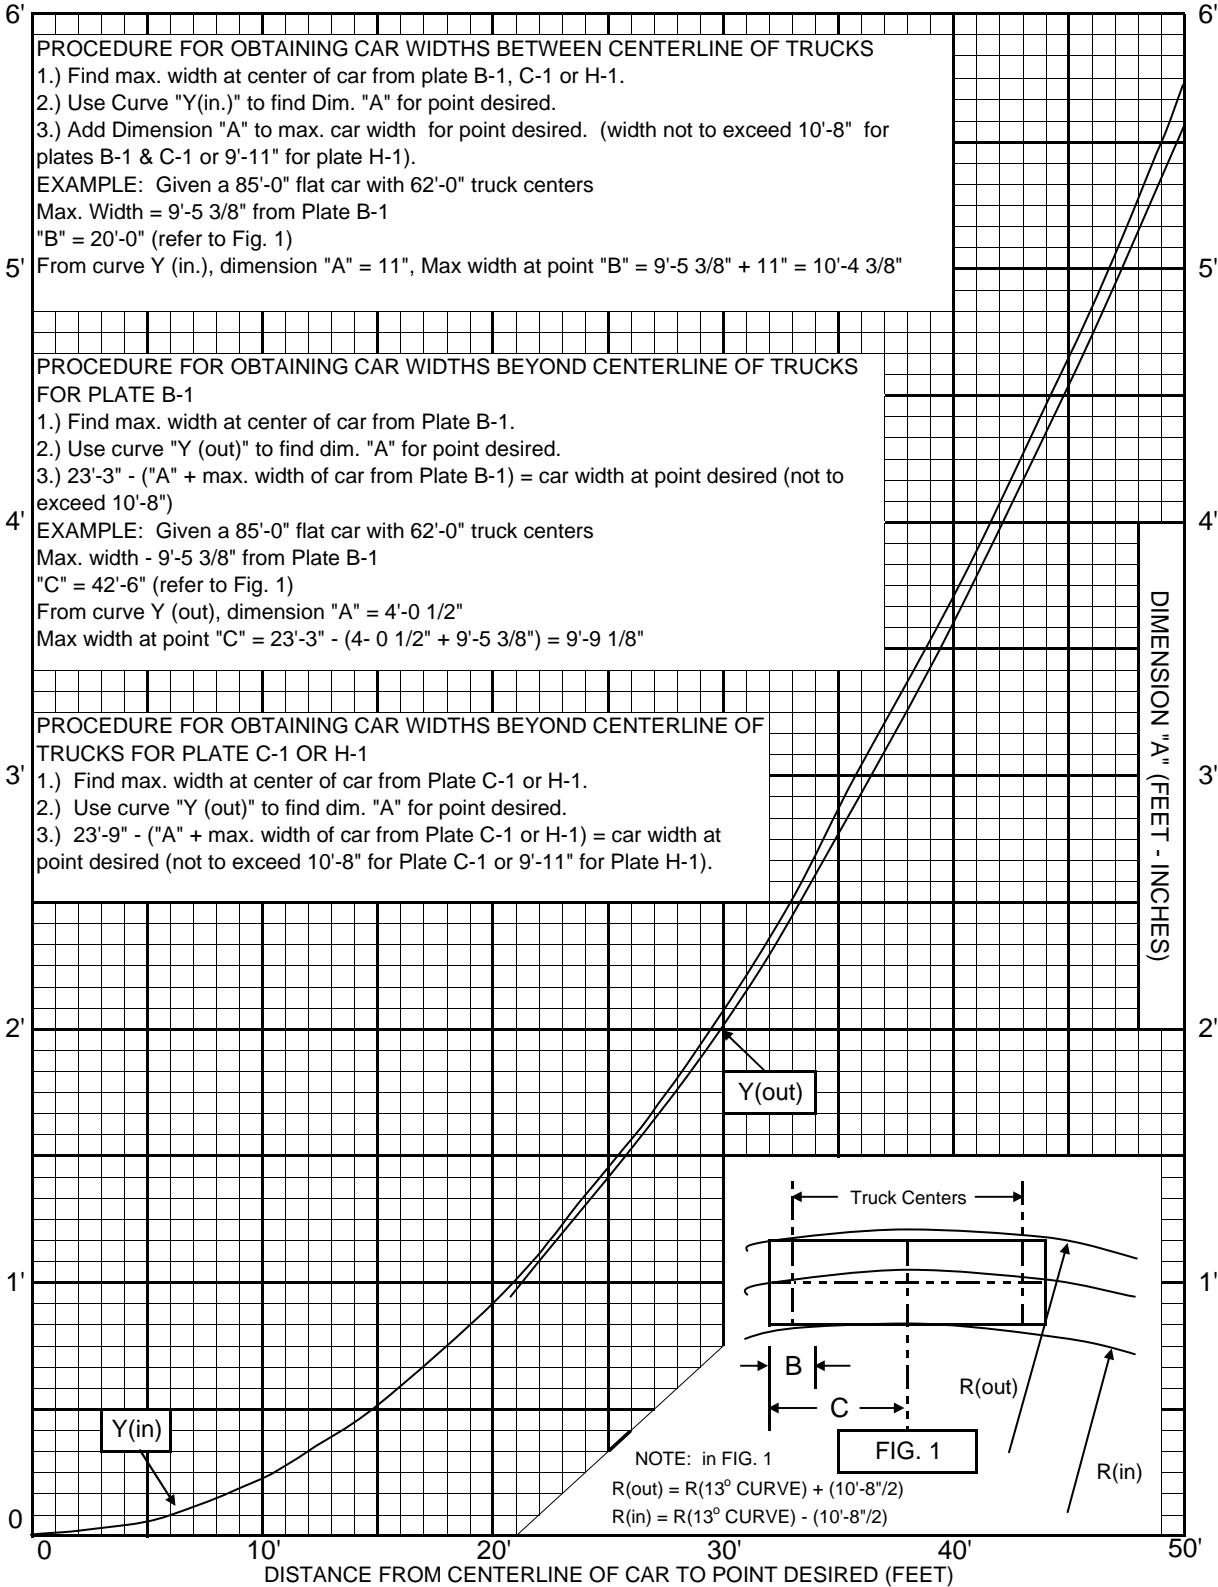 6'
6'
PROCEDURE FOR OBTAINING CAR WIDTHS BETWEEN CENTERLINE OF TRUCKS
1.) Find max. width at center of car from plate B-1, C-1 or H-1.
2.) Use Curve "Y(in.)" to find Dim. "A" for point desired.
3.) Add Dimension "A" to max. car width for point desired. (width not to exceed 10'-8" for
plates B-1 & C-1 or 9'-11" for plate H-1).
EXAMPLE: Given a 85'-0" flat car with 62'-0" truck centers
Max. Width = 9'-5 3/8" from Plate B-1
"B" = 20'-0" (refer to Fig. 1)
From curve Y (in.), dimension "A" = 11", Max width at point "B" = 9'-5 3/8" + 11" = 10'-4 3/8"
5'
5'
PROCEDURE FOR OBTAINING CAR WIDTHS BEYOND CENTERLINE OF TRUCKS
FOR PLATE B-1
1.) Find max. width at center of car from Plate B-1.
2.) Use curve "Y (out)" to find dim. "A" for point desired.
3.) 23'-3" - ("A" + max. width of car from Plate B-1) = car width at point desired (not to
exceed 10'-8")
EXAMPLE: Given a 85'-0" flat car with 62'-0" truck centers
Max. width - 9'-5 3/8" from Plate B-1
"C" = 42'-6" (refer to Fig. 1)
From curve Y (out), dimension "A" = 4'-0 1/2"
Max width at point "C" = 23'-3" - (4- 0 1/2" + 9'-5 3/8") = 9'-9 1/8"
4'
4'
DIMENSION "A" (FEET - INCHES)
PROCEDURE FOR OBTAINING CAR WIDTHS BEYOND CENTERLINE OF
TRUCKS FOR PLATE C-1 OR H-1
1.) Find max. width at center of car from Plate C-1 or H-1.
2.) Use curve "Y (out)" to find dim. "A" for point desired.
3.) 23'-9" - ("A" + max. width of car from Plate C-1 or H-1) = car width at
point desired (not to exceed 10'-8" for Plate C-1 or 9'-11" for Plate H-1).
3'
3'
2'
2'
Y(out)
Truck Centers
1'
1'
B
C
R(out)
R(in)
FIG. 1
Y(in)
NOTE: in FIG. 1
R(out) = R(13° CURVE) + (10'-8"/2)
R(in) = R(13° CURVE) - (10'-8"/2)
0
0
10'
20'
30'
40'
50'
DISTANCE FROM CENTERLINE OF CAR TO POINT DESIRED (FEET)